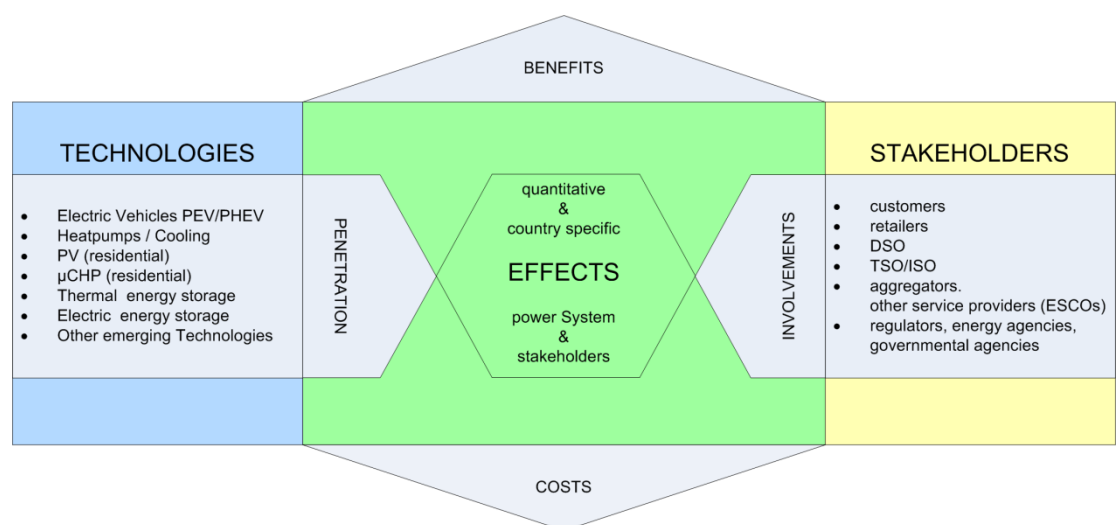 BENEFITS
TECHNOLOGIES
• Electric Vehicles PEV/PHEV
• Heatpumps / Cooling
• PV (residential)
• µCHP (residential)
• Thermal energy storage
• Electric energy storage
• Other emerging Technologies
PENETRATION
quantitative
&
country specific
EFFECTS
power System
&
stakeholders
INVOLVEMENTS
STAKEHOLDERS
• customers
• retailers
• DSO
• TSO/ISO
• aggregators.
other service providers (ESCOs)
• regulators, energy agencies,
governmental agencies
COSTS